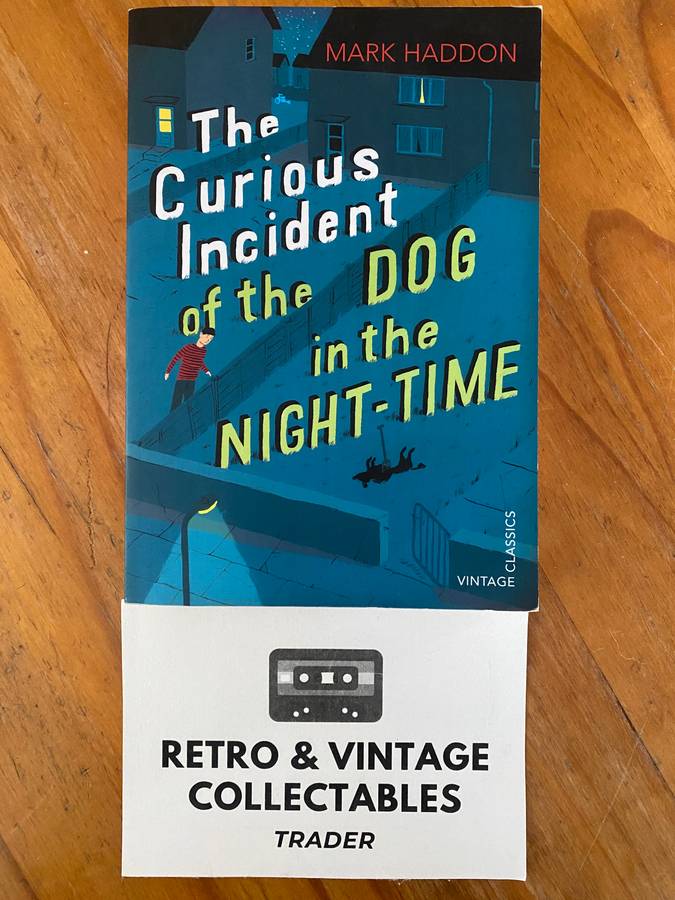 MARK HADDON
The
Curious
Incident
of the DOG
in the
NIGHT-TIME
VINTAGE CLASSICS
RETRO & VINTAGE
COLLECTABLES
TRADER